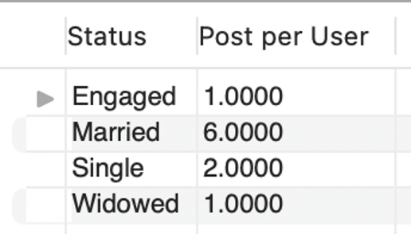 Status Post per User
Engaged 1.0000
Married 6.0000
Single 2.0000
Widowed 1.0000